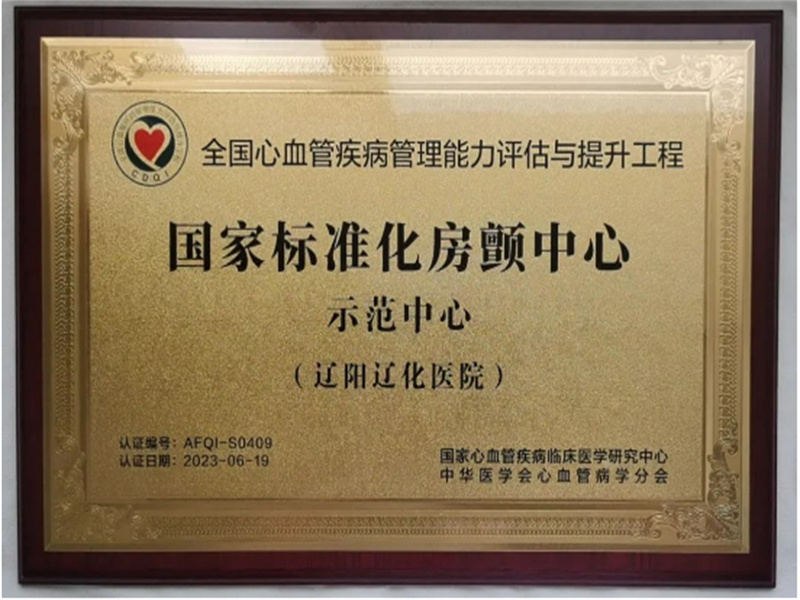 CDQI
全国心血管疾病管理能力评估与提升工程
国家标准化房颤中心
示范中心
（辽阳辽化医院）
认证编号：AFQI-S0409
认证日期：2023-06-19
国家心血管疾病临床医学研究中心
中华医学会心血管病学分会